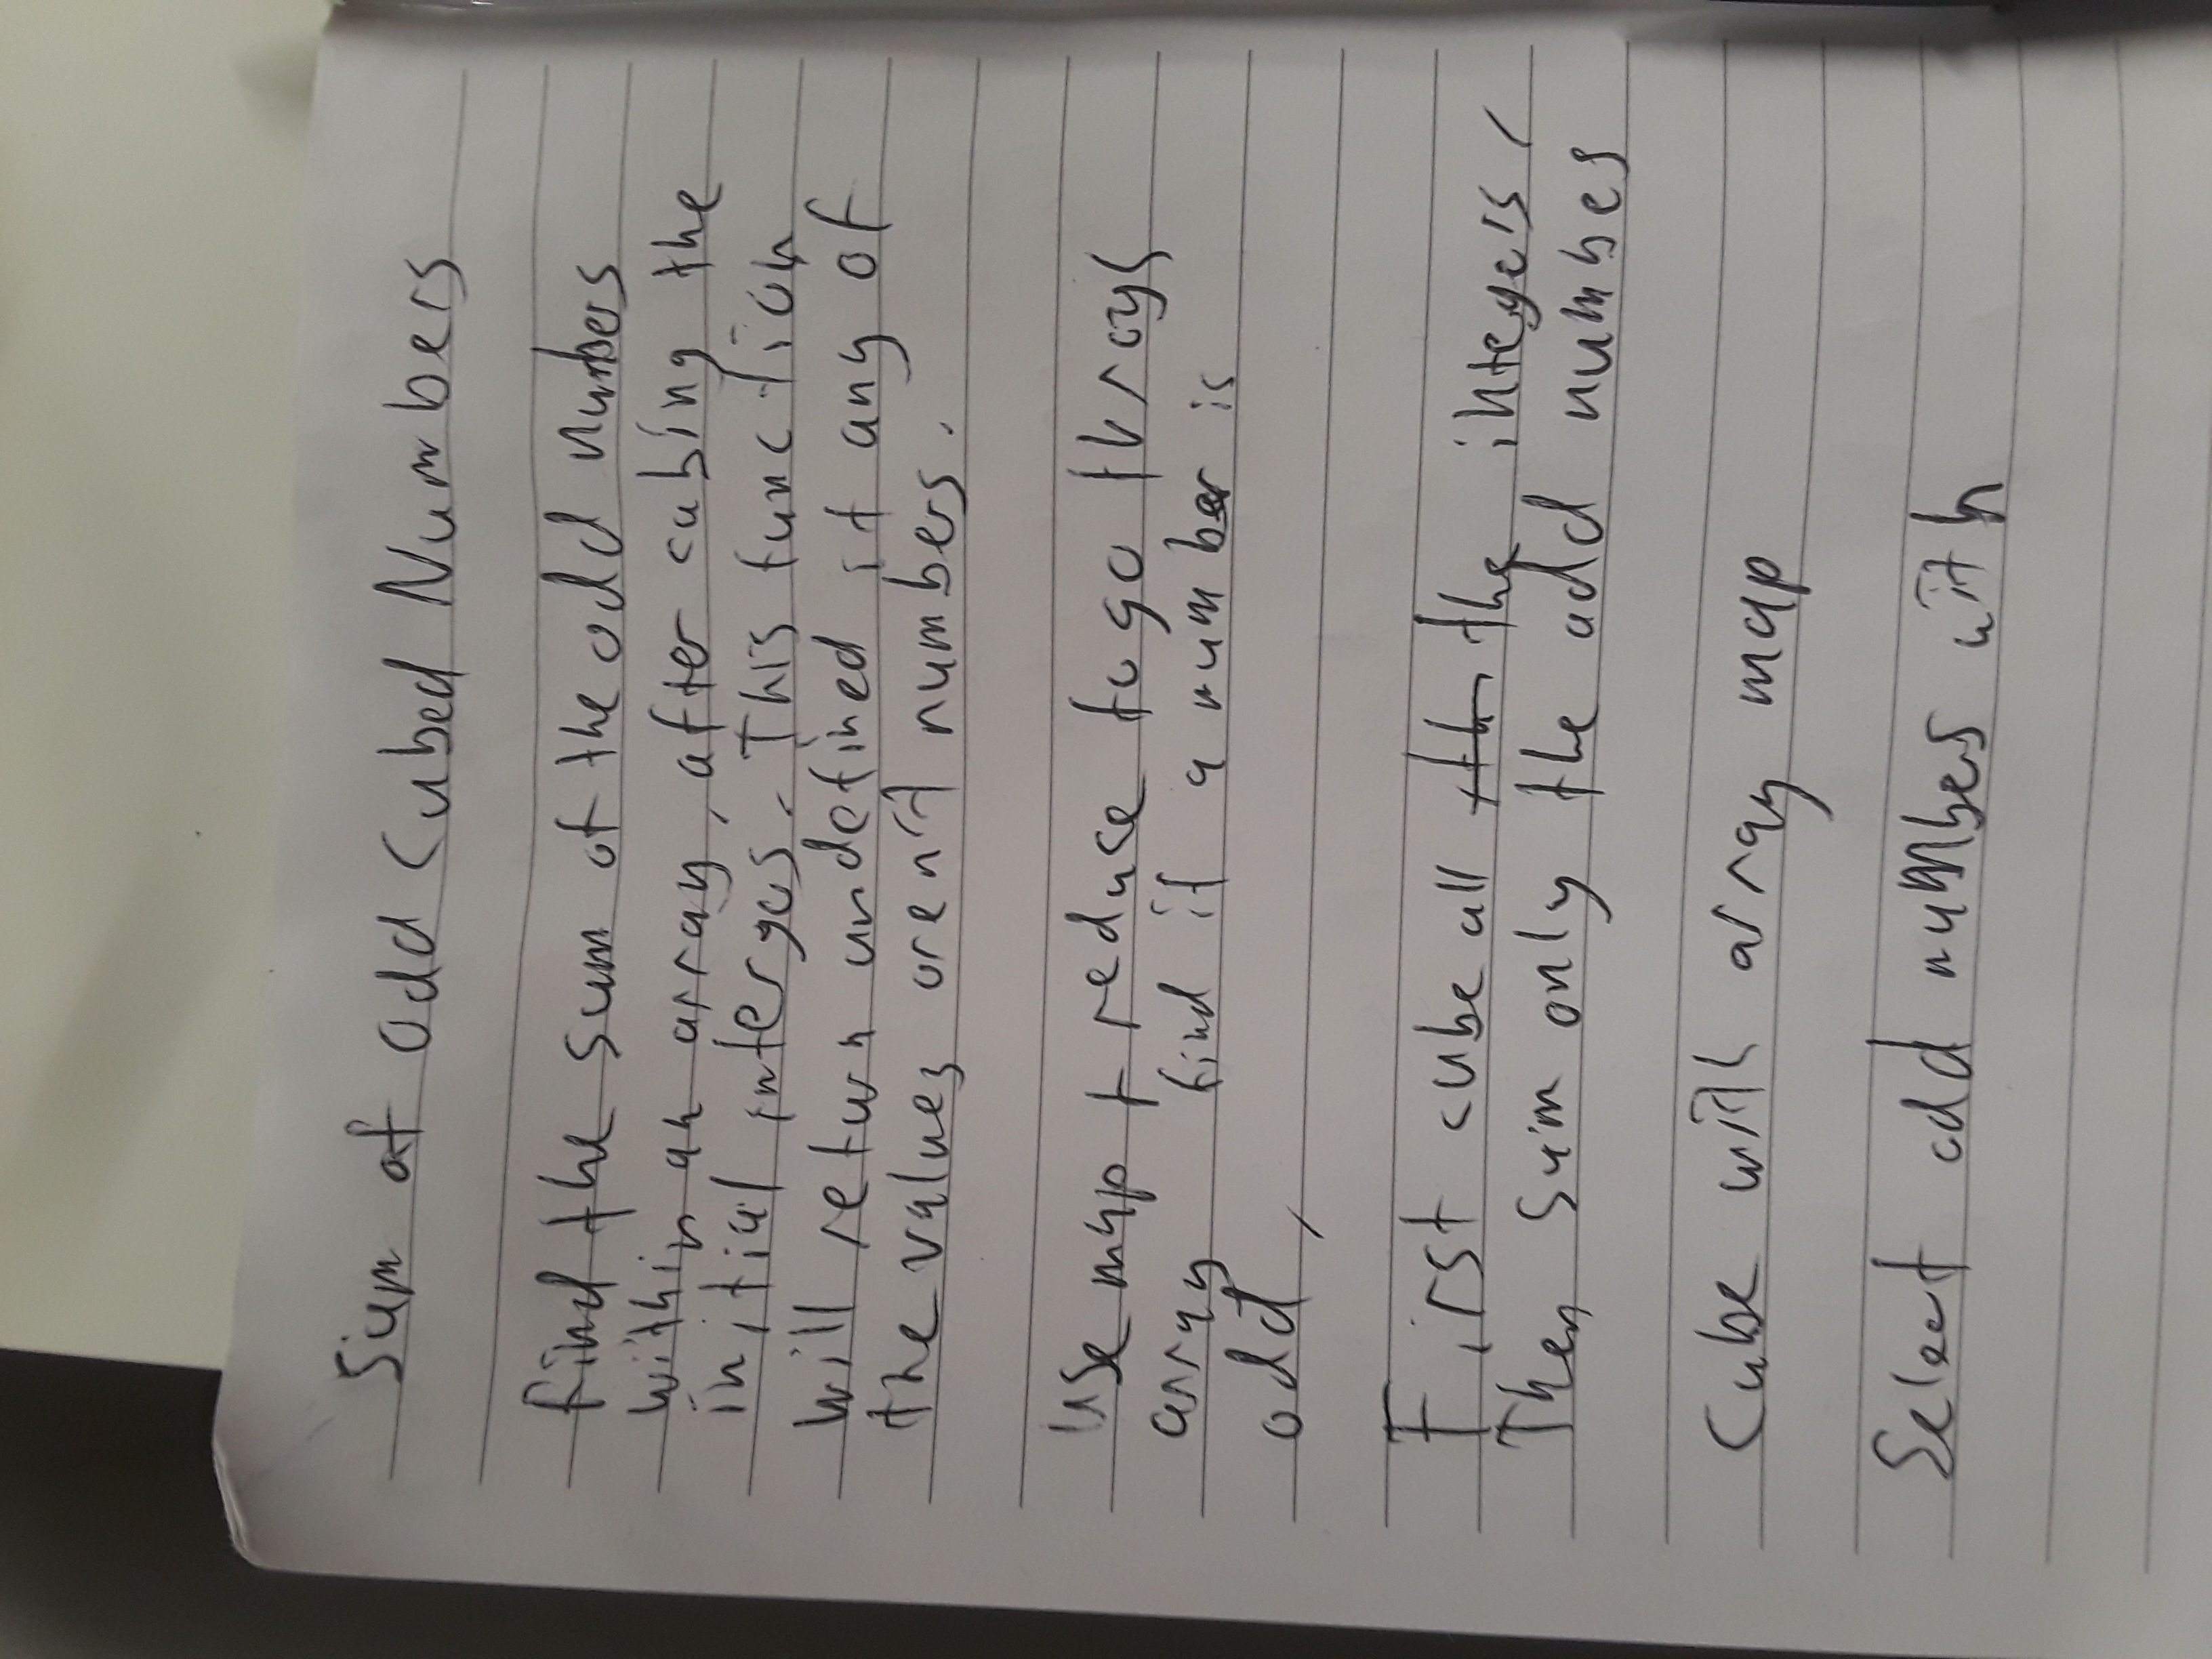 Sum of Odd Cubed Numbers
Find the sum of the odd numbers
within an array, after cubing the
initial intergas. This function
will return undefined if any of
the values aren't numbers.
Use map + reduce to go
array find if a number is
odd,
First cube all the integers,
Then sum only the odd numbes
Cube with array map
Select odd numbes with